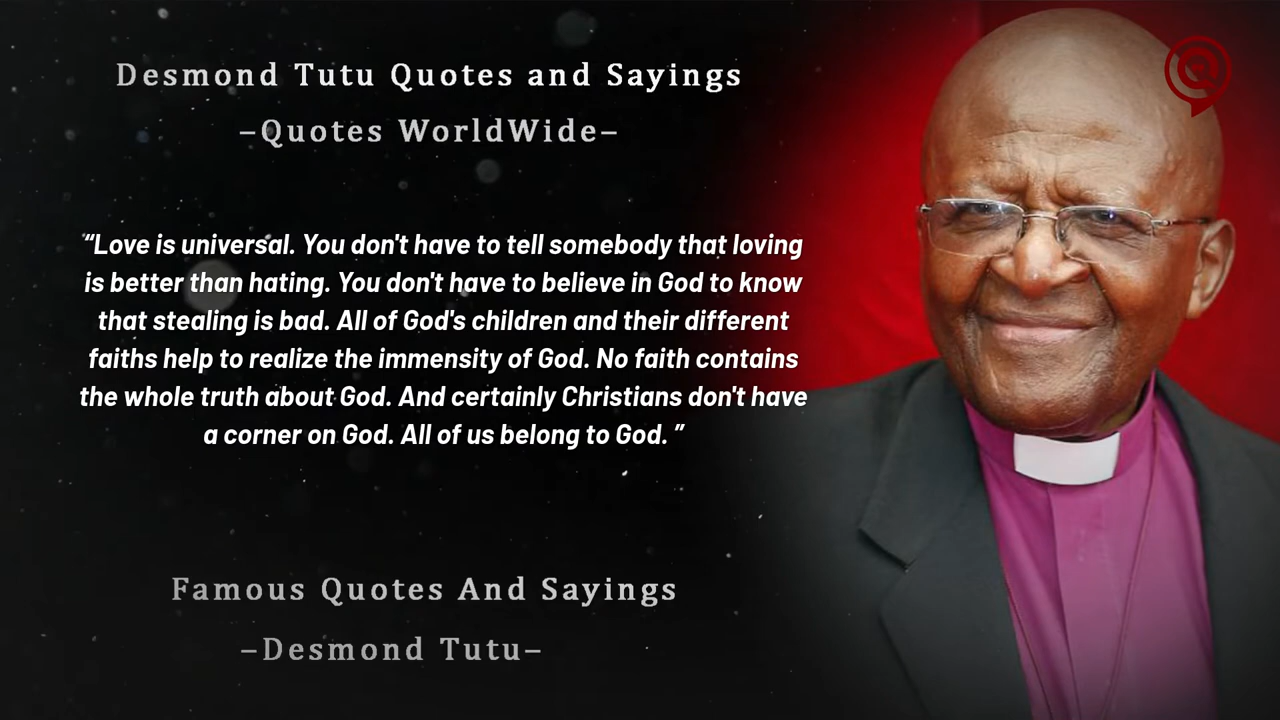 Desmond Tutu Quotes and Sayings
–Quotes WorldWide–
“Love is universal. You don't have to tell somebody that loving
is better than hating. You don't have to believe in God to know
that stealing is bad. All of God's children and their different
faiths help to realize the immensity of God. No faith contains
the whole truth about God. And certainly Christians don't have
a corner on God. All of us belong to God. ”
Famous Quotes And Sayings
–Desmond Tutu–